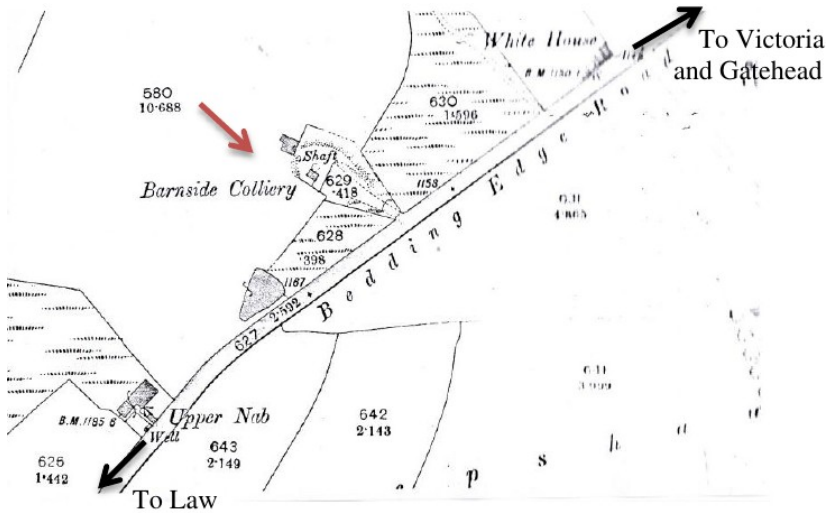 White House
To Victoria
and Gatehead
580
10·688
630
1·596
Shaft
Barnside Colliery
629
·418
1153
Bedding Edge Road
628
·398
1167
627
2·592
B.M.1185
Upper Nab
Well
642
2·143
643
2·149
626
1·442
To Law